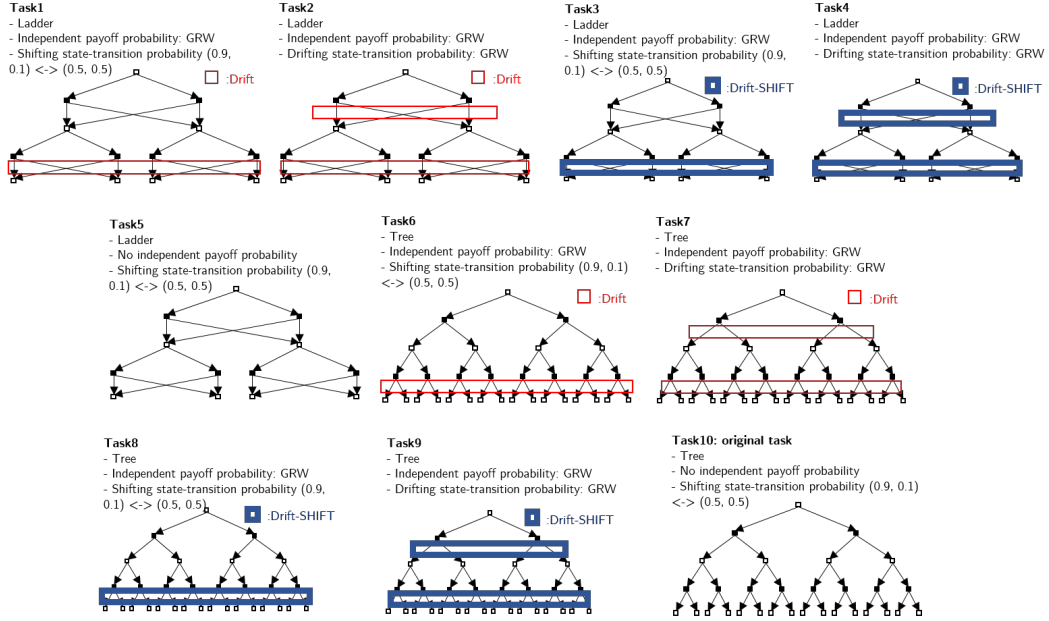 Task1
- Ladder
- Independent payoff probability: GRW
- Shifting state-transition probability (0.9,
0.1) <-> (0.5, 0.5)
:Drift
Task2
- Ladder
- Independent payoff probability: GRW
- Drifting state-transition probability: GRW
:Drift
Task3
- Ladder
- Independent payoff probability: GRW
- Shifting state-transition probability (0.9,
0.1) <-> (0.5, 0.5)
:Drift-SHIFT
Task4
- Ladder
- Independent payoff probability: GRW
- Drifting state-transition probability: GRW
:Drift-SHIFT
Task5
- Ladder
- No independent payoff probability
- Shifting state-transition probability (0.9,
0.1) <-> (0.5, 0.5)
Task6
- Tree
- Independent payoff probability: GRW
- Shifting state-transition probability (0.9, 0.1)
<-> (0.5, 0.5)
:Drift
Task7
- Tree
- Independent payoff probability: GRW
- Drifting state-transition probability: GRW
:Drift
Task8
- Tree
- Independent payoff probability: GRW
- Shifting state-transition probability (0.9,
0.1) <-> (0.5, 0.5)
:Drift-SHIFT
Task9
- Tree
- Independent payoff probability: GRW
- Drifting state-transition probability: GRW
:Drift-SHIFT
Task10: original task
- Tree
- No independent payoff probability
- Shifting state-transition probability (0.9, 0.1)
<-> (0.5, 0.5)